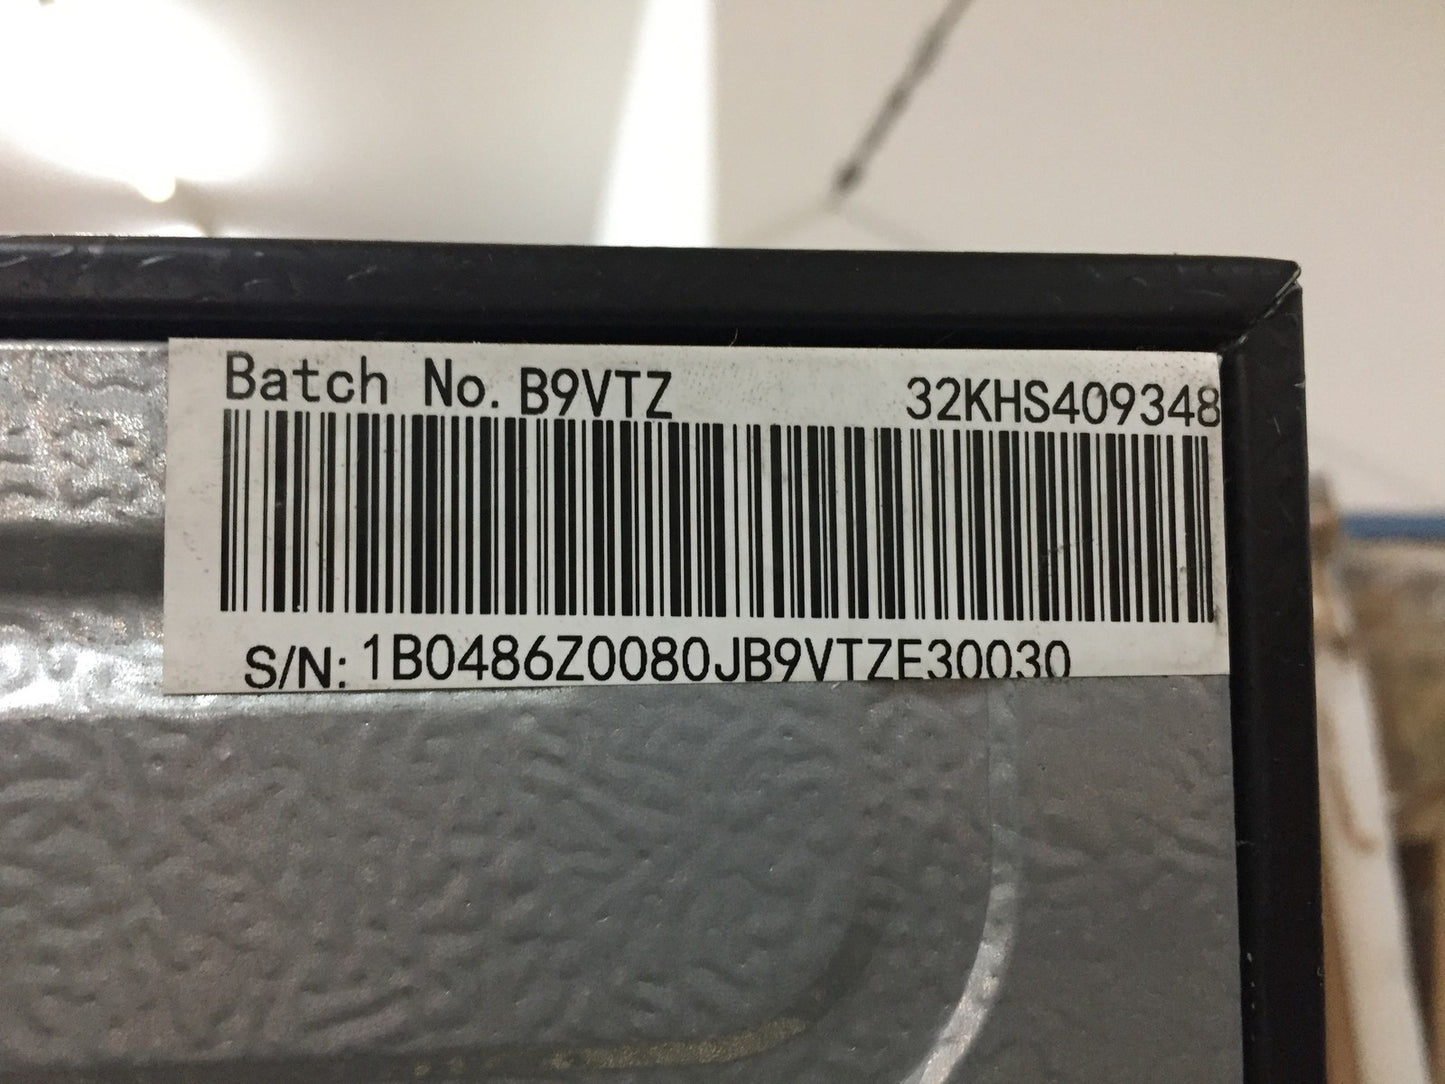 Batch No. B9VTZ 32KHS409348
S/N: 1B0486Z0080JB9VTZE30030